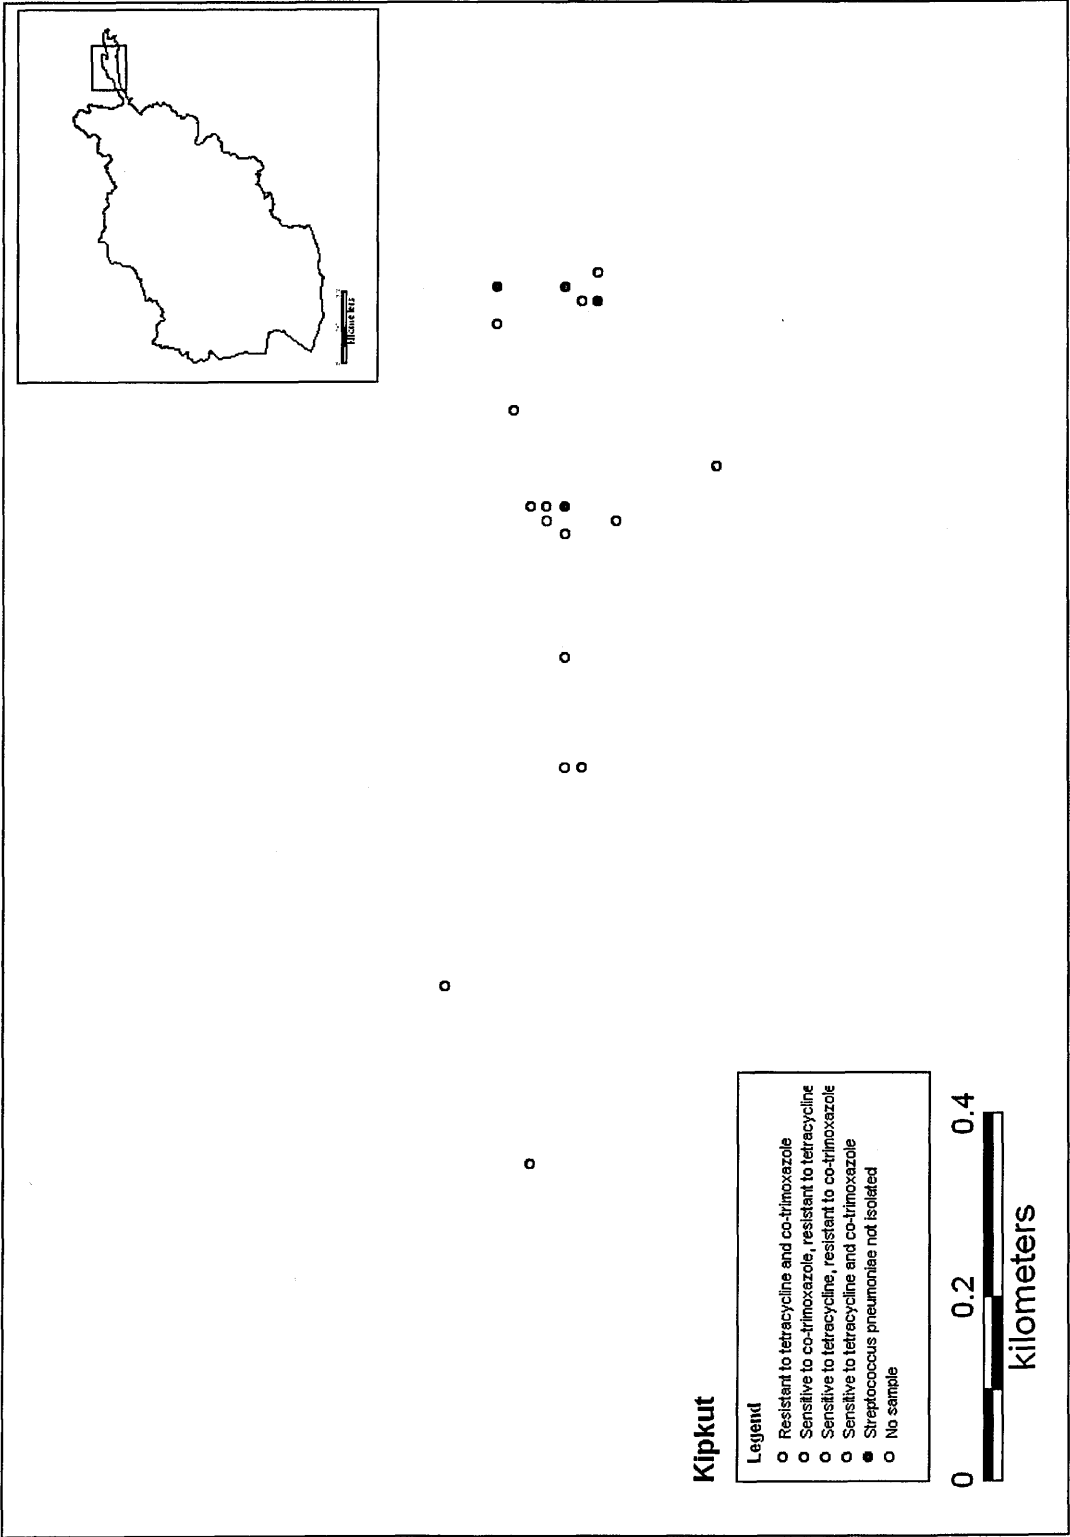 Kipkut
Legend
Resistant to tetracycline and co-trimoxazole
Sensitive to co-trimoxazole, resistant to tetracycline
Sensitive to tetracycline, resistant to co-trimoxazole
Sensitive to tetracycline and co-trimoxazole
Streptococcus pneumoniae not isolated
No sample
0 0.2 0.4
kilometers